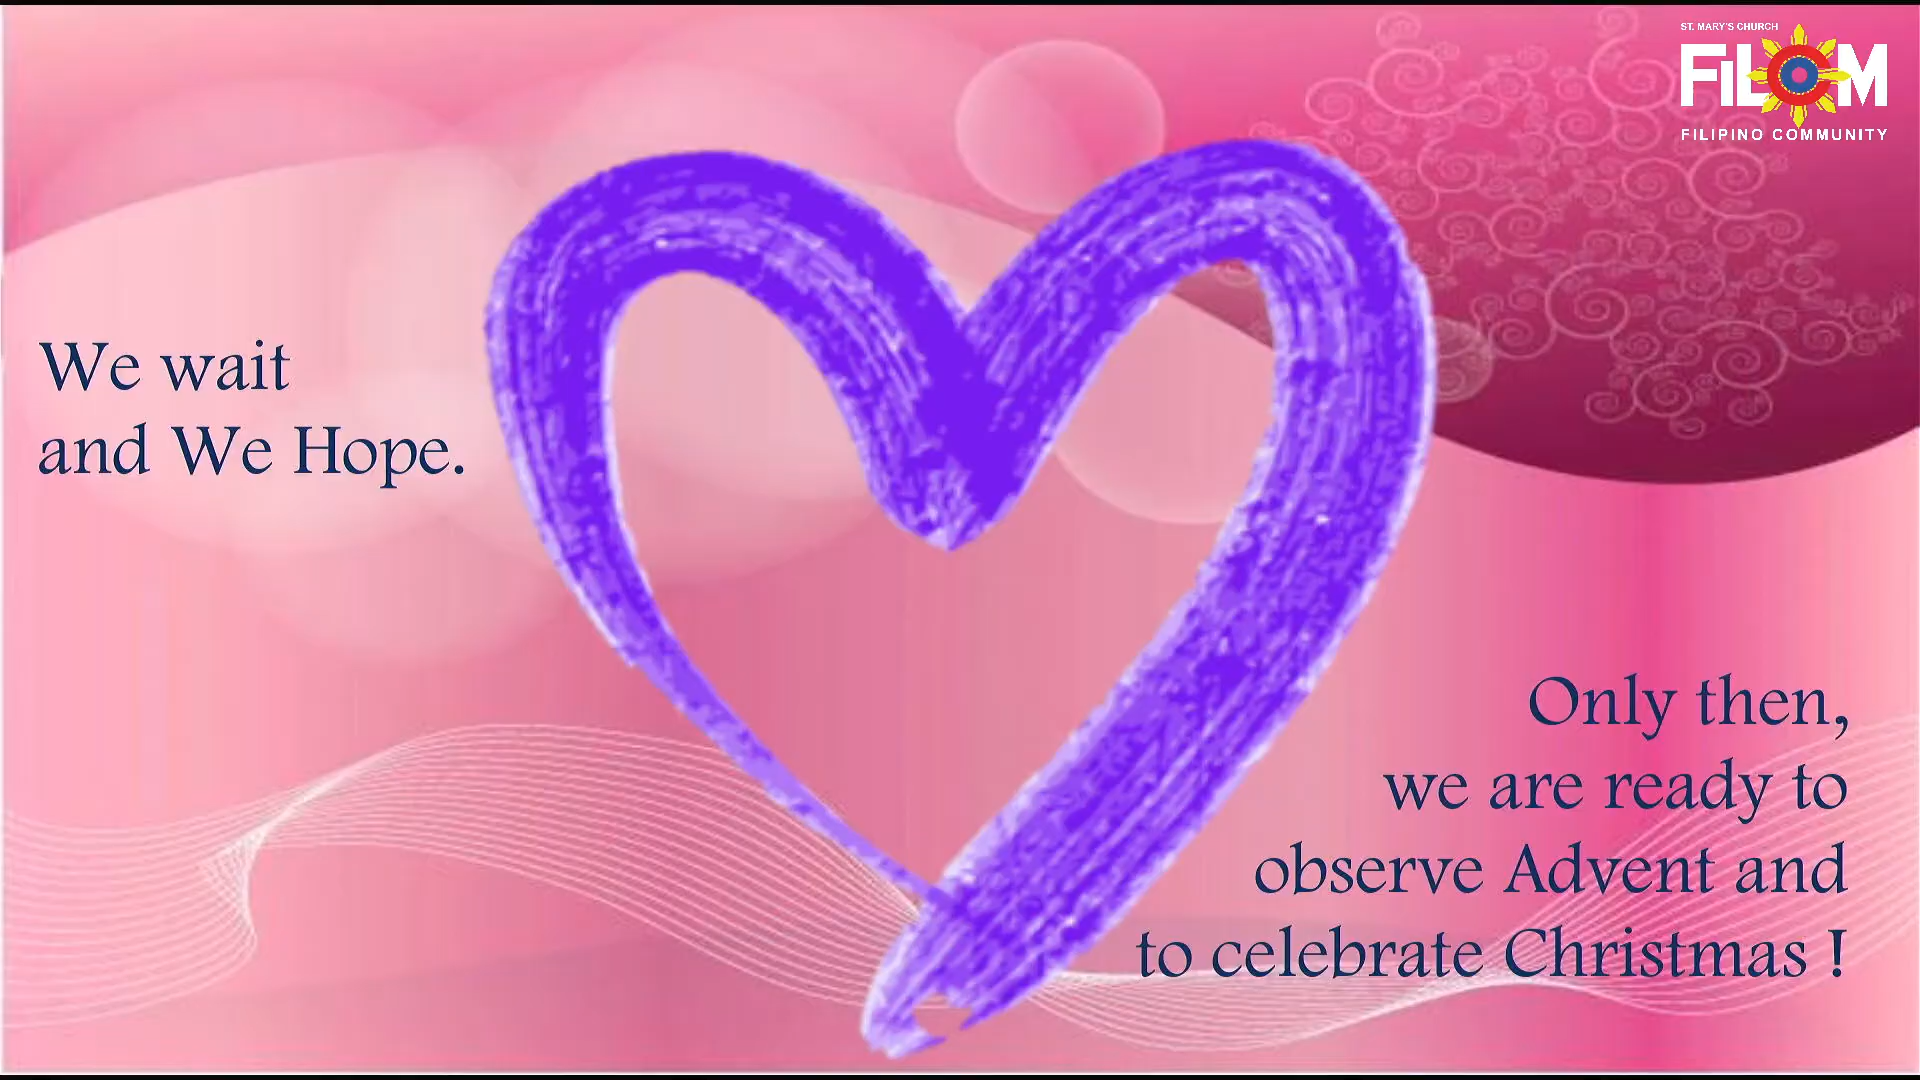 ST. MARY'S CHURCH
FILCOM
FILIPINO COMMUNITY
We wait
and We Hope.
Only then,
we are ready to
observe Advent and
to celebrate Christmas !